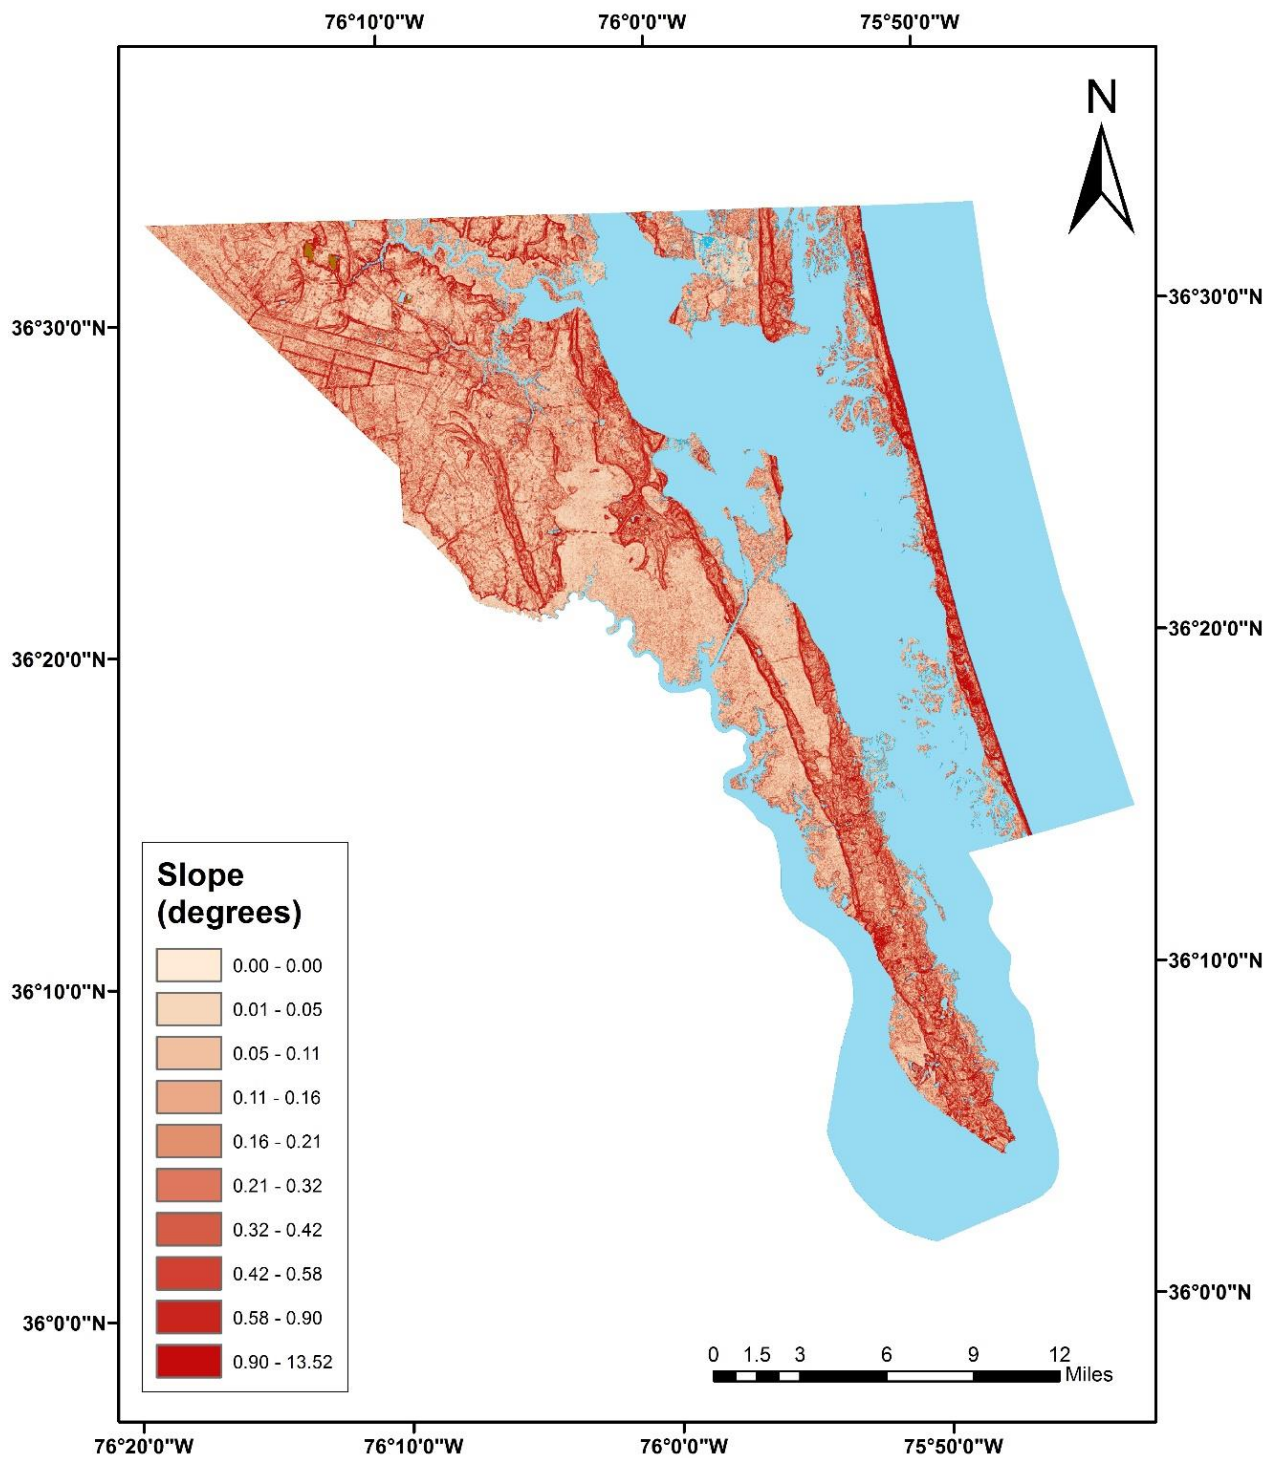 76°10'0"W 76°0'0"W 75°50'0"W
N
36°30'0"N
36°30'0"N
36°20'0"N
36°20'0"N
Slope
(degrees)
0.00 - 0.00
0.01 - 0.05
0.05 - 0.11
0.11 - 0.16
0.16 - 0.21
0.21 - 0.32
0.32 - 0.42
0.42 - 0.58
0.58 - 0.90
0.90 - 13.52
36°10'0"N
36°10'0"N
36°0'0"N
36°0'0"N
0 1.5 3 6 9 12
Miles
76°20'0"W 76°10'0"W 76°0'0"W 75°50'0"W